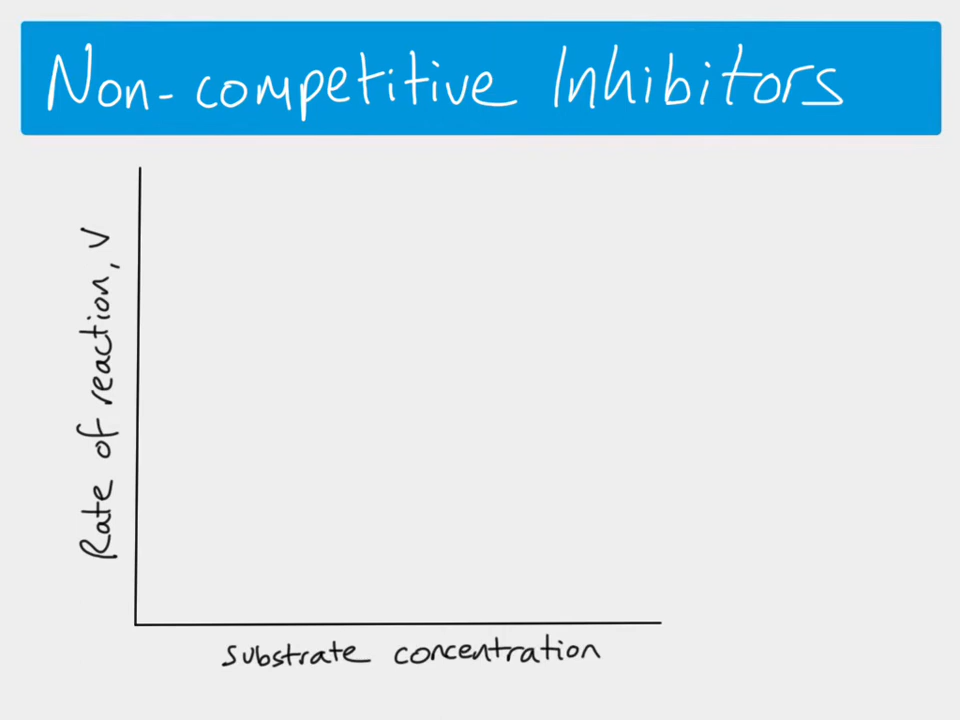 Non-competitive Inhibitors
Rate of reaction, V
substrate concentration